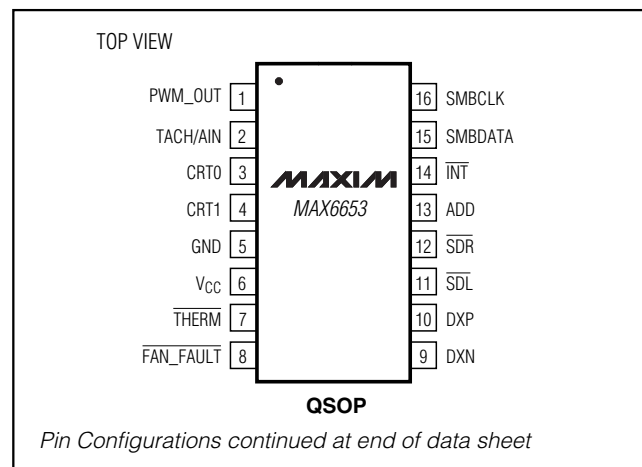 TOP VIEW
PWM_OUT 1
TACH/AIN 2
CRT0 3
CRT1 4
GND 5
VCC 6
THERM 7
FAN_FAULT 8
MAXIM
MAX6653
16 SMBCLK
15 SMBDATA
14 INT
13 ADD
12 SDR
11 SDL
10 DXP
9 DXN
QSOP
Pin Configurations continued at end of data sheet